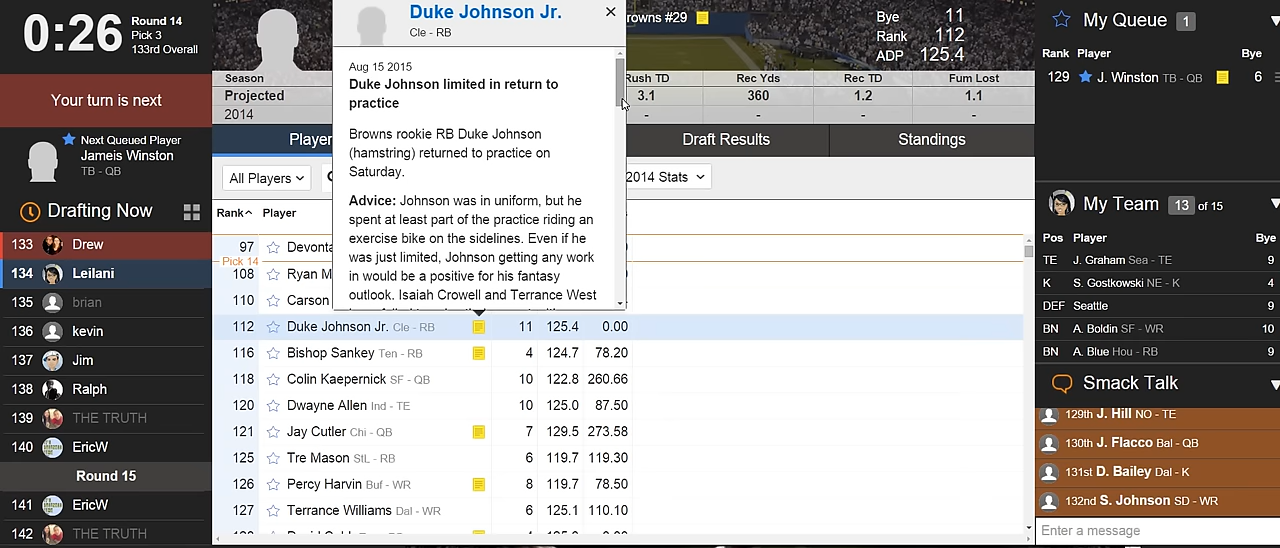 0:26
Round 14
Pick 3
133rd Overall
Your turn is next
Next Queued Player
Jameis Winston
TB - QB
Drafting Now
133 Drew
134 Leilani
135 brian
136 kevin
137 Jim
138 Ralph
139 THE TRUTH
140 EricW
Round 15
141 EricW
142 THE TRUTH
Duke Johnson Jr.
Cle - RB
Aug 15 2015
Duke Johnson limited in return to
practice
Browns rookie RB Duke Johnson
(hamstring) returned to practice on
Saturday.
Advice: Johnson was in uniform, but he
spent at least part of the practice riding an
exercise bike on the sidelines. Even if he
was just limited, Johnson getting any work
in would be a positive for his fantasy
outlook. Isaiah Crowell and Terrance West
rowns #29
Bye 11
Rank 112
ADP 125.4
Season Rush TD Rec Yds Rec TD Fum Lost
Projected 3.1 360 1.2 1.1
2014 - - - -
Player Draft Results Standings
All Players 2014 Stats
Rank Player
97 Devonta
Pick 14
108 Ryan M
110 Carson
112 Duke Johnson Jr. Cle - RB 11 125.4 0.00
116 Bishop Sankey Ten - RB 4 124.7 78.20
118 Colin Kaepernick SF - QB 10 122.8 260.66
120 Dwayne Allen Ind - TE 10 125.0 87.50
121 Jay Cutler Chi - QB 7 129.5 273.58
125 Tre Mason StL - RB 6 119.7 119.30
126 Percy Harvin Buf - WR 8 119.7 78.50
127 Terrance Williams Dal - WR 6 125.1 110.10
My Queue 1
Rank Player Bye
129 J. Winston TB - QB 6
My Team 13 of 15
Pos Player Bye
TE J. Graham Sea - TE 9
K S. Gostkowski NE - K 4
DEF Seattle 9
BN A. Boldin SF - WR 10
BN A. Blue Hou - RB 9
Smack Talk
129th J. Hill NO - TE
130th J. Flacco Bal - QB
131st D. Bailey Dal - K
132nd S. Johnson SD - WR
Enter a message